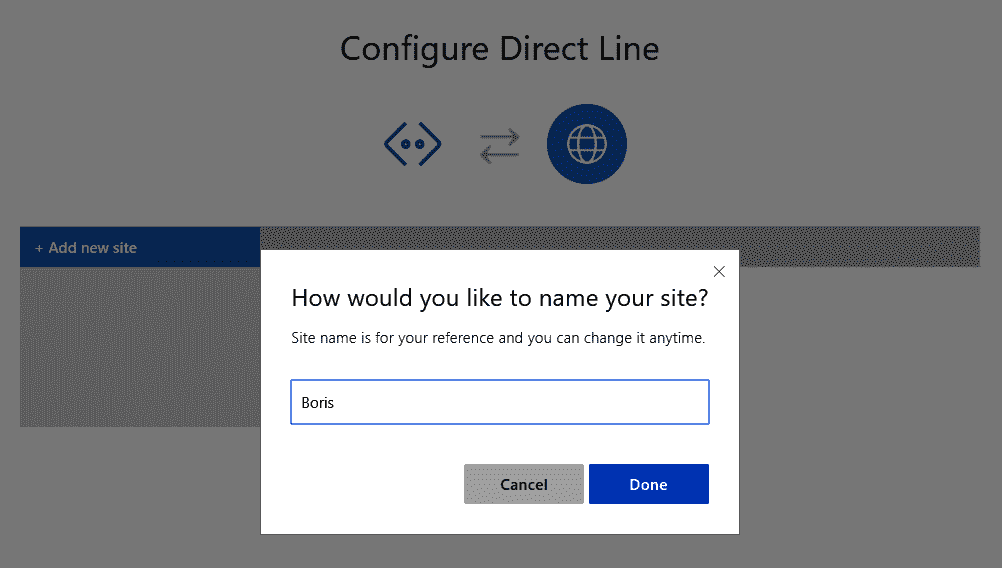 Configure Direct Line
+ Add new site
How would you like to name your site?
Site name is for your reference and you can change it anytime.
Boris
Cancel
Done